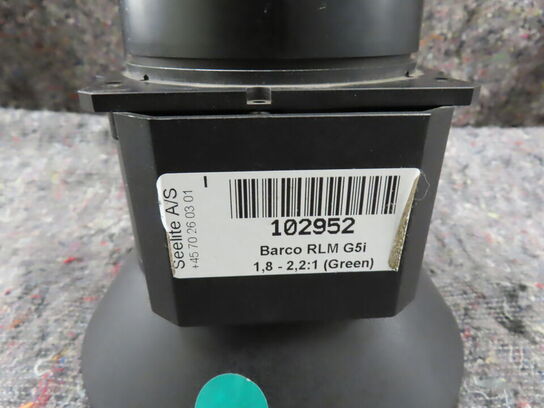 Seelite A/S
+45 70 26 03 01
102952
Barco RLM G5i
1,8 - 2,2:1 (Green)